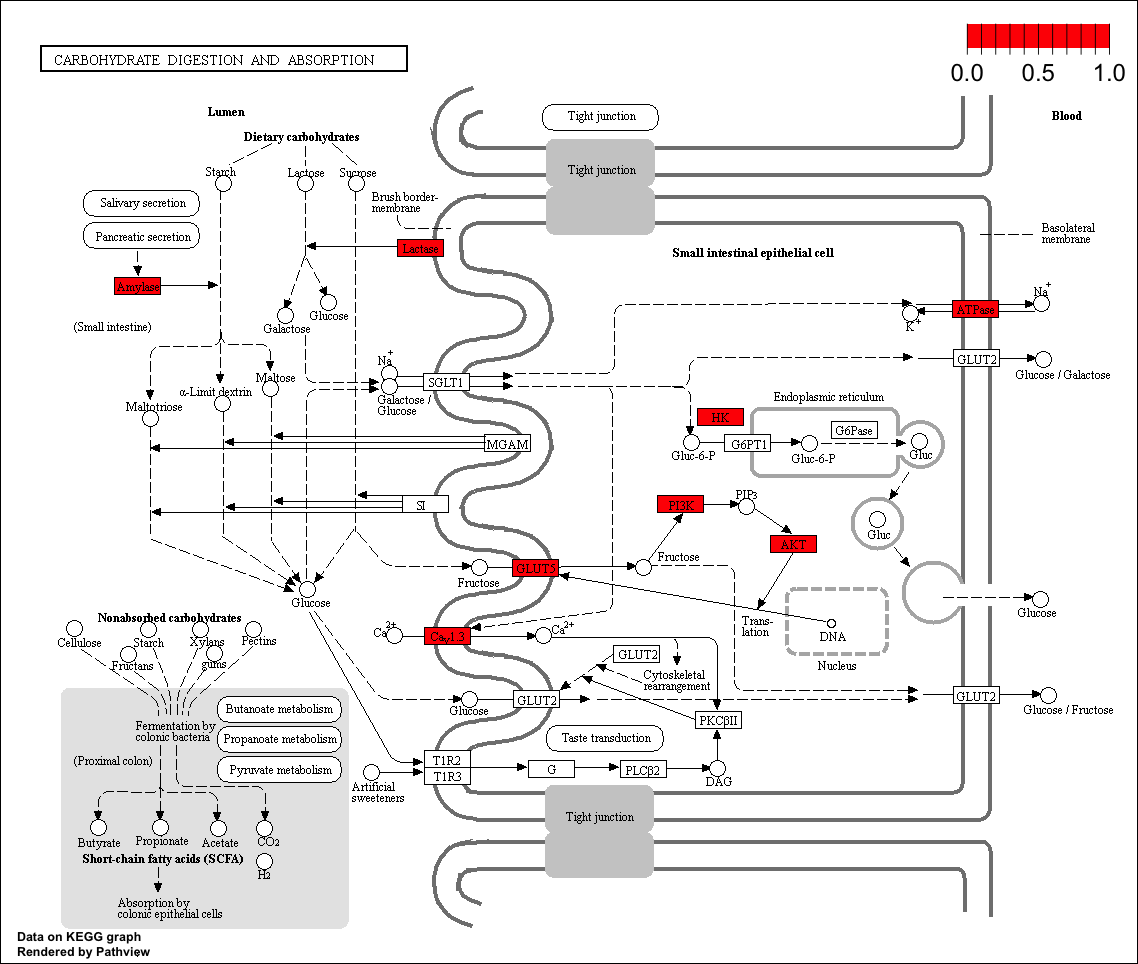 CARBOHYDRATE DIGESTION AND ABSORPTION
0.0 0.5 1.0
Lumen
Blood
Dietary carbohydrates
Starch
Lactose
Sucrose
Tight junction
Tight junction
Salivary secretion
Pancreatic secretion
Brush border-
membrane
Basolateral
membrane
Small intestinal epithelial cell
Lactase
Amylase
(Small intestine)
Galactose
Glucose
Na+
K+
ATPase
Na+
GLUT2
Glucose / Galactose
Maltotriose
α-Limit dextrin
Maltose
Galactose /
Glucose
SGLT1
Endoplasmic reticulum
HK
Gluc-6-P
G6PT1
Gluc-6-P
G6Pase
Gluc
MGAM
SI
PI3K
PIP3
AKT
Gluc
Fructose
GLUT5
Fructose
Glucose
Glucose
Trans-
lation
DNA
Nucleus
Nonabsorbed carbohydrates
Cellulose
Starch
Xylans
Pectins
Fructans
gums
Ca2+
Cav1.3
Ca2+
GLUT2
Cytoskeletal
rearrangement
Glucose
GLUT2
PKCβII
GLUT2
Glucose / Fructose
Butanoate metabolism
Propanoate metabolism
Pyruvate metabolism
Fermentation by
colonic bacteria
(Proximal colon)
Taste transduction
Artificial
sweeteners
T1R2
T1R3
G
PLCβ2
DAG
Tight junction
Butyrate
Propionate
Acetate
CO2
H2
Short-chain fatty acids (SCFA)
Absorption by
colonic epithelial cells
Data on KEGG graph
Rendered by Pathview